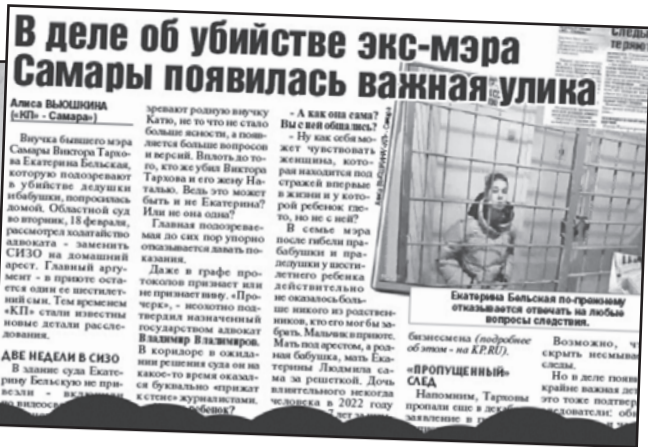 В деле об убийстве экс-мэра
Самары появилась важная улика
Алиса ВЬЮШКИНА
(«КП» - Самара»)
Внучка бывшего мэра
Самары Виктора Тархо-
ва Екатерина Бельская,
которую подозревают
в убийстве дедушки
и бабушки, попросилась
домой. Областной суд
во вторник, 18 февраля,
рассмотрел ходатайство
адвоката - заменить
СИЗО на домашний
арест. Главный аргу-
мент - в приюте оста-
ется один ее шестилет-
ний сын. Тем временем
«КП» стали известны
новые детали рассле-
дования.
ДВЕ НЕДЕЛИ В СИЗО
В здание суда Екате-
рину Бельскую не при-
везли - включили
зревают родную внучку
Катю, не то что не стало
больше ясности, а появ-
ляется больше вопросов
и версий. Вплоть до то-
го, кто же убил Виктора
Тархова и его жену На-
талью. Ведь это может
быть и не Екатерина?
Или не она одна?
Главная подозревае-
мая до сих пор упорно
отказывается давать по-
казания.
Даже в графе про-
токолов признает или
не признает вину. «Про-
черк», - неохотно под-
твердил назначенный
государством адвокат
Владимир Владимиров.
В коридоре в ожида-
нии решения суда он на
какое-то время оказал-
ся буквально «прижат
к стене» журналистами.
ребенок?
- А как она сама?
Вы с ней общались?
- Ну как себя мо-
жет чувствовать
женщина, кото-
рая находится под
стражей впервые
в жизни и у кото-
рой ребенок где-
то, но не с ней?
В семье мэра
после гибели пра-
бабушки и пра-
дедушки у шести-
летнего ребенка
действительно
не оказалось боль-
ше никого из родствен-
ников, кто его мог бы за-
брать. Мальчик в приюте.
Мать под арестом, а род-
ная бабушка, мать Ека-
терины Людмила са-
ма за решеткой. Дочь
влиятельного некогда
человека в 2022 году
7 лет
Екатерина Бельская по-прежнему
отказывается отвечать на любые
вопросы следствия.
бизнесмена (подробнее
об этом - на KP.RU).
«ПРОПУЩЕННЫЙ»
СЛЕД
Напомним, Тарховы
пропали еще в
заявление в
Возможно,
скрыть несмыва
следы.
Но в деле появи
крайне важная де
это тоже подтвер